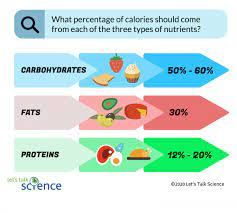 What percentage of calories should come
from each of the three types of nutrients?
CARBOHYDRATES
50% - 60%
FATS
30%
PROTEINS
12% - 20%
let's talk
science
©2020 Let's Talk Science